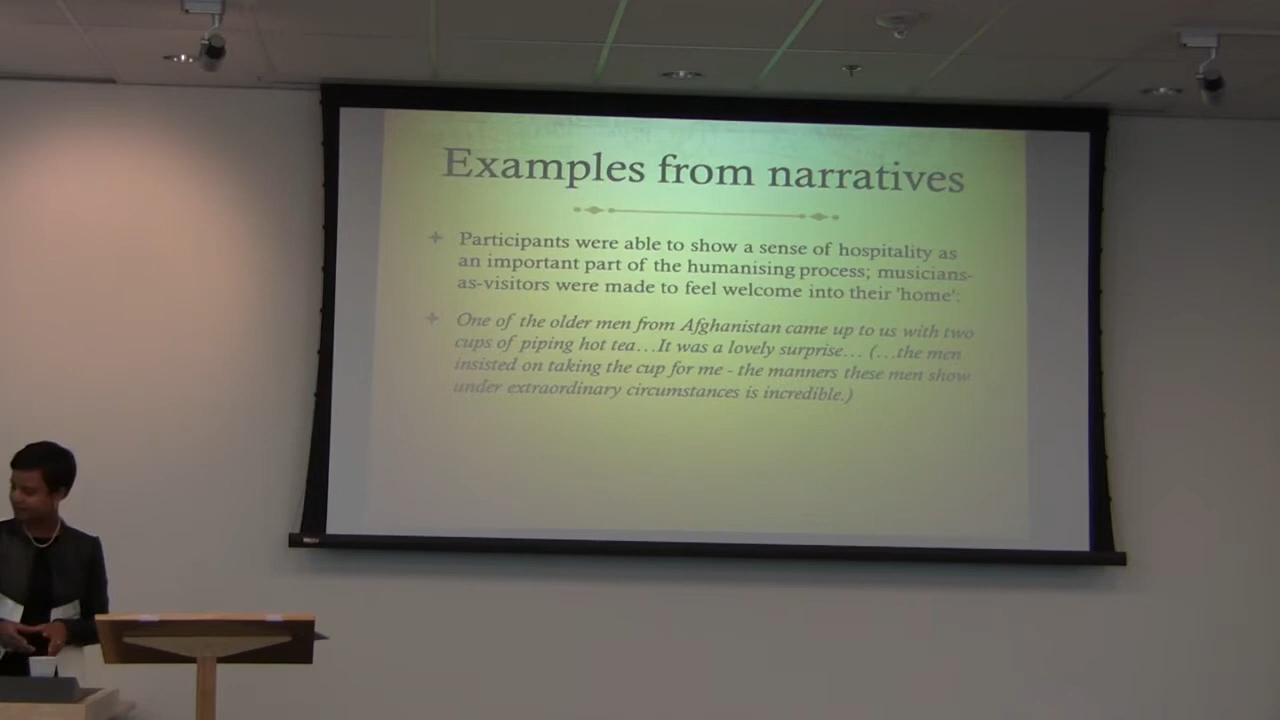 Examples from narratives
Participants were able to show a sense of hospitality as
an important part of the humanising process; musicians-
as-visitors were made to feel welcome into their 'home':
One of the older men from Afghanistan came up to us with two
cups of piping hot tea…It was a lovely surprise… (…the men
insisted on taking the cup for me - the manners these men show
under extraordinary circumstances is incredible.)